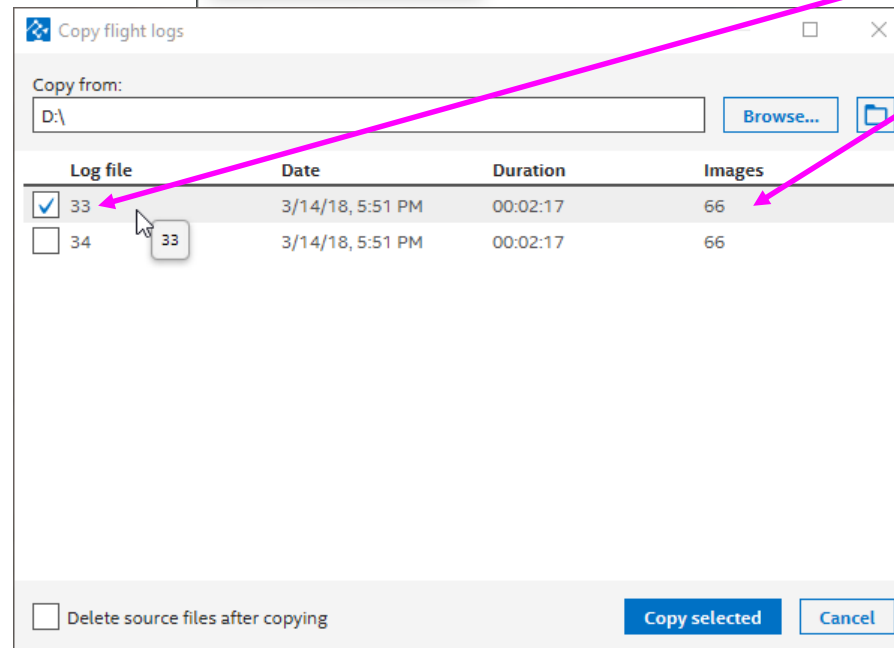 Copy flight logs
Copy from:
D:\ Browse...
Log file Date Duration Images
33 3/14/18, 5:51 PM 00:02:17 66
33
34 3/14/18, 5:51 PM 00:02:17 66
Delete source files after copying Copy selected Cancel